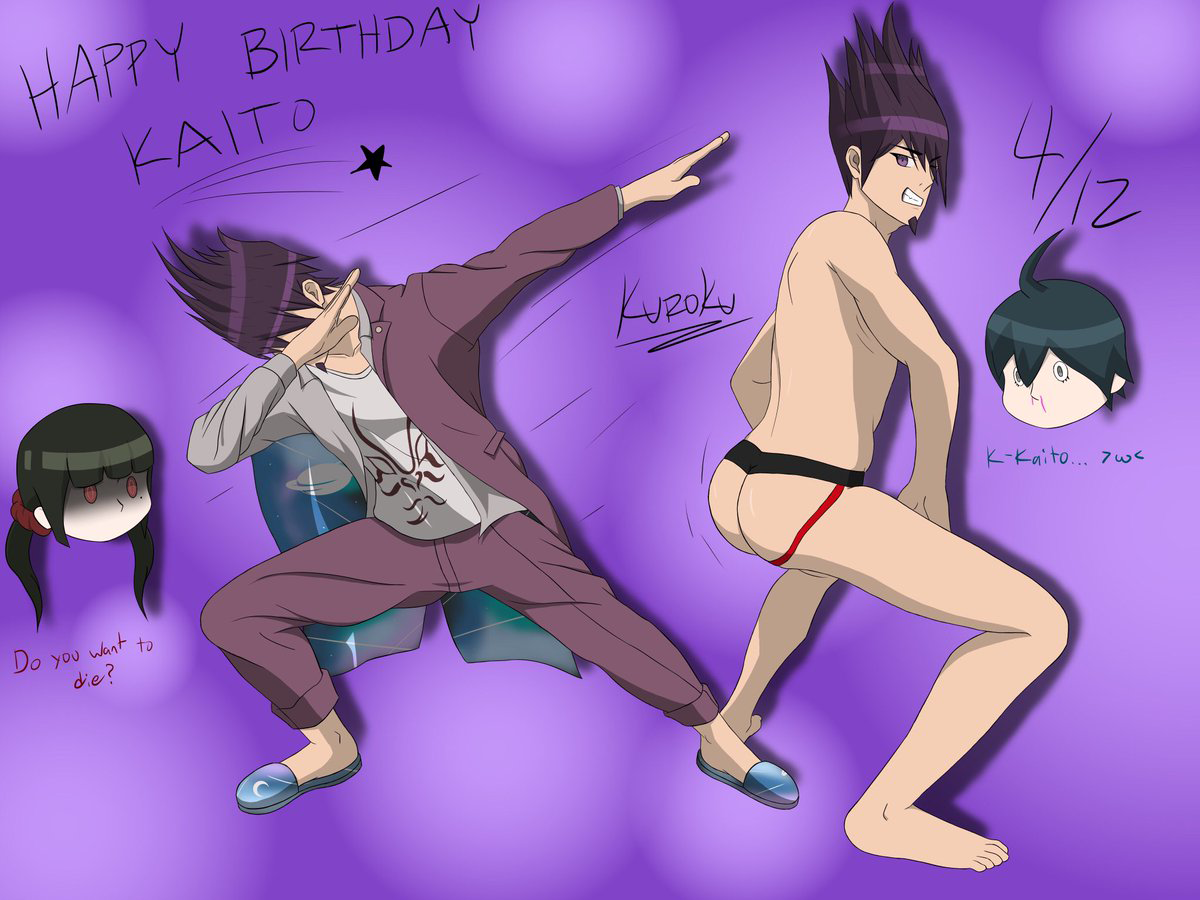 HAPPY BIRTHDAY
KAITO
4/12
KUROKU
K-Kaito... >w<
Do you want to
die?